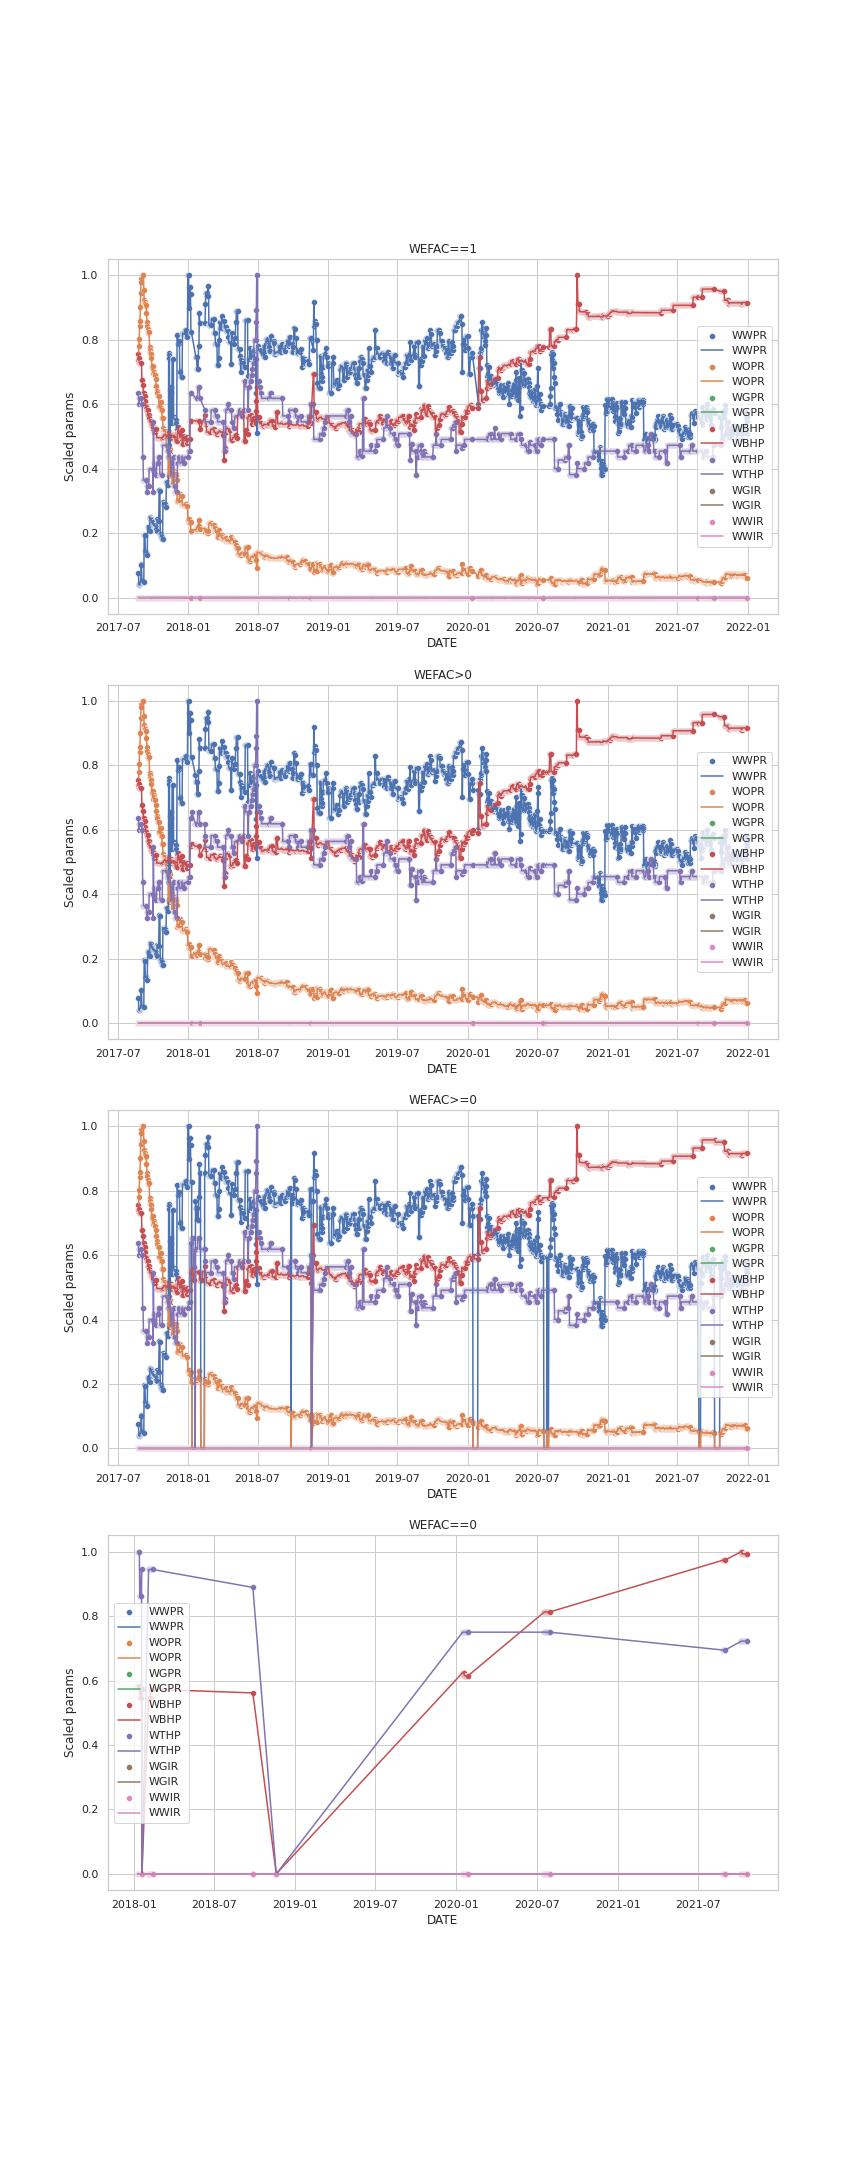 WEFAC==1
1.0
0.8
0.6
0.4
0.2
0.0
Scaled params
WWPR
WWPR
WOPR
WOPR
WGPR
WGPR
WBHP
WBHP
WTHP
WTHP
WGIR
WGIR
WWIR
WWIR
2017-07 2018-01 2018-07 2019-01 2019-07 2020-01 2020-07 2021-01 2021-07 2022-01
DATE
WEFAC>0
1.0
0.8
0.6
0.4
0.2
0.0
Scaled params
WWPR
WWPR
WOPR
WOPR
WGPR
WGPR
WBHP
WBHP
WTHP
WTHP
WGIR
WGIR
WWIR
WWIR
2017-07 2018-01 2018-07 2019-01 2019-07 2020-01 2020-07 2021-01 2021-07 2022-01
DATE
WEFAC>=0
1.0
0.8
0.6
0.4
0.2
0.0
Scaled params
WWPR
WWPR
WOPR
WOPR
WGPR
WGPR
WBHP
WBHP
WTHP
WTHP
WGIR
WGIR
WWIR
WWIR
2017-07 2018-01 2018-07 2019-01 2019-07 2020-01 2020-07 2021-01 2021-07 2022-01
DATE
WEFAC==0
1.0
0.8
0.6
0.4
0.2
0.0
Scaled params
WWPR
WWPR
WOPR
WOPR
WGPR
WGPR
WBHP
WBHP
WTHP
WTHP
WGIR
WGIR
WWIR
WWIR
2018-01 2018-07 2019-01 2019-07 2020-01 2020-07 2021-01 2021-07
DATE